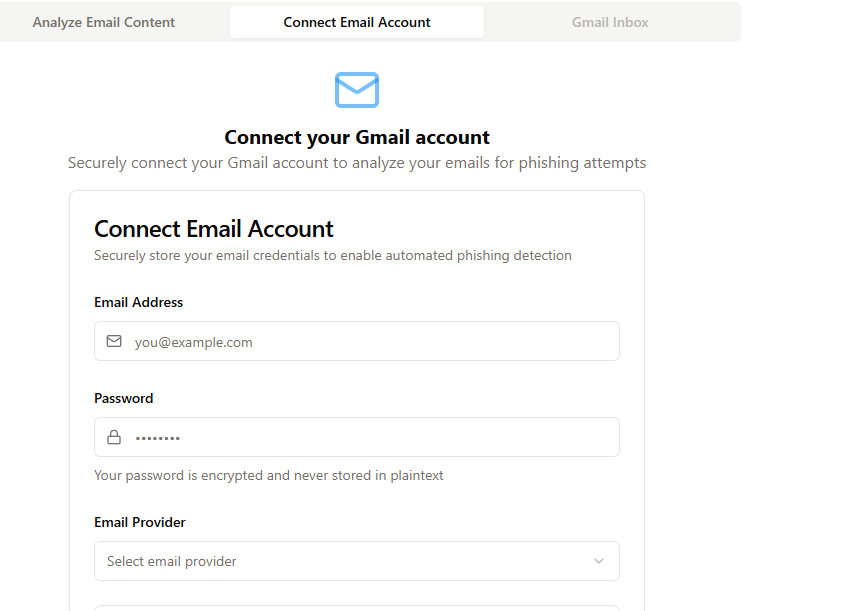 Analyze Email Content
Connect Email Account
Gmail Inbox
Connect your Gmail account
Securely connect your Gmail account to analyze your emails for phishing attempts
Connect Email Account
Securely store your email credentials to enable automated phishing detection
Email Address
you@example.com
Password
••••••••
Your password is encrypted and never stored in plaintext
Email Provider
Select email provider